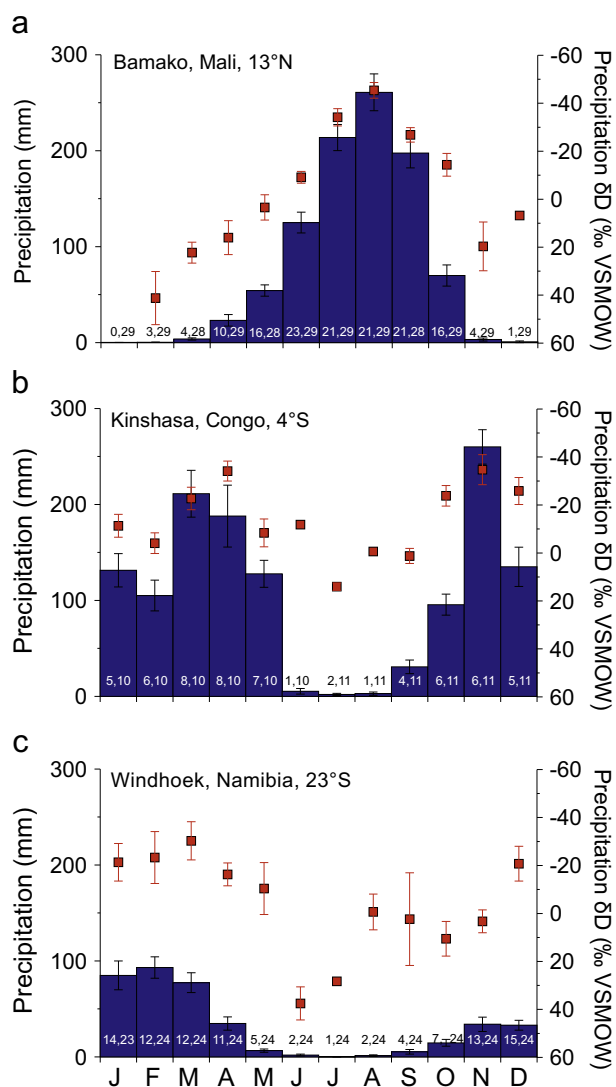 a
Bamako, Mali, 13°N
Precipitation (mm)
300
200
100
0
0,29 3,29 4,28 10,29 16,28 23,29 21,29 21,29 21,28 16,29 4,29 1,29
-60
-40
-20
0
20
40
60
Precipitation δD
(‰ VSMOW)
b
Kinshasa, Congo, 4°S
Precipitation (mm)
300
200
100
0
5,10 6,10 8,10 8,10 7,10 1,10 2,11 1,11 4,11 6,11 6,11 5,11
-60
-40
-20
0
20
40
60
Precipitation δD
(‰ VSMOW)
c
Windhoek, Namibia, 23°S
Precipitation (mm)
300
200
100
0
14,23 12,24 12,24 11,24 5,24 2,24 1,24 2,24 4,24 7,24 13,24 15,24
-60
-40
-20
0
20
40
60
Precipitation δD
(‰ VSMOW)
J F M A M J J A S O N D